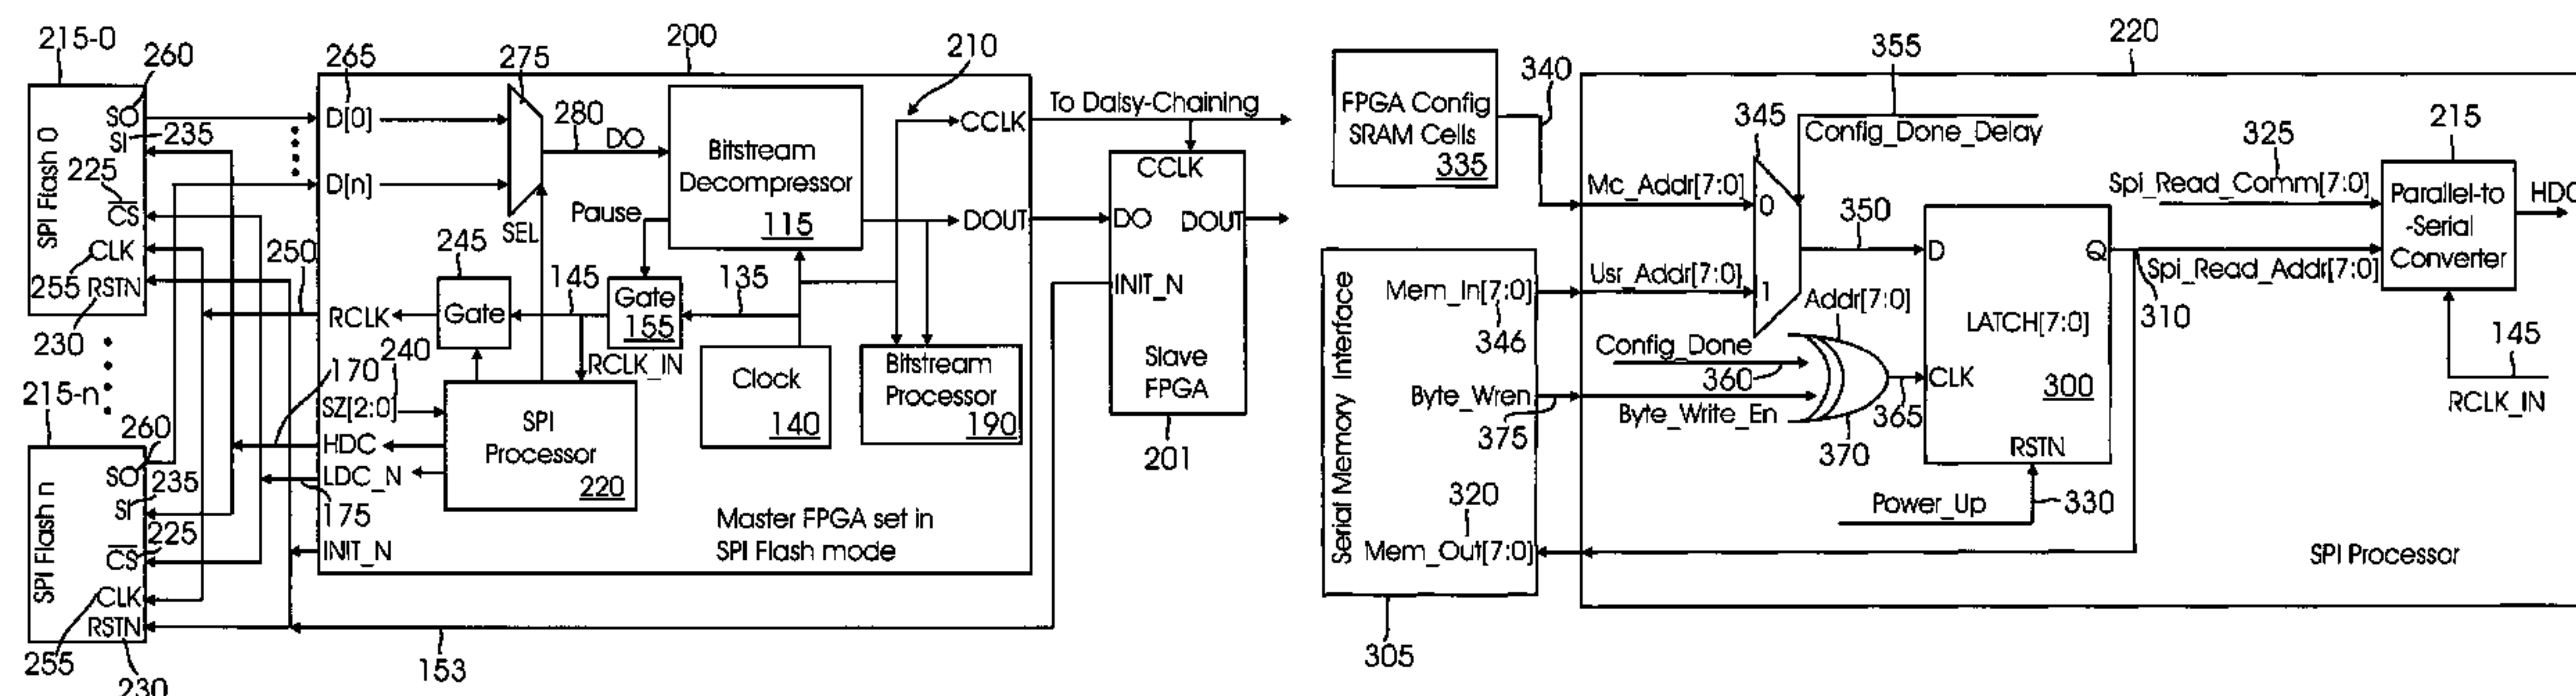 215-0
260
SO
SI
235
225
CS
CLK
255
RSTN
230
SPI Flash 0
215-n
260
SO
235
SI
225
CS
CLK
RSTN
255
230
SPI Flash n
250
170
175
153
200
265
D[0]
D[n]
275
SEL
280
DO
Bitstream
Decompressor
115
Pause
245
Gate
145
Gate
155
RCLK_IN
135
RCLK
240
SZ[2:0]
HDC
LDC_N
INIT_N
SPI
Processor
220
Clock
140
Bitstream
Processor
190
Master FPGA set in
SPI Flash mode
210
CCLK
DOUT
To Daisy-Chaining
CCLK
DO
DOUT
INIT_N
Slave
FPGA
201
FPGA Config
SRAM Cells
335
340
Serial Memory Interface
Mem_In[7:0]
346
Byte_Wren
375
320
Mem_Out[7:0]
305
220
355
345
Config_Done_Delay
Mc_Addr[7:0]
0
Usr_Addr[7:0]
1
350
Addr[7:0]
Config_Done
360
Byte_Write_En
370
365
D
Q
LATCH[7:0]
CLK
300
RSTN
Power_Up
330
310
325
Spi_Read_Comm[7:0]
Spi_Read_Addr[7:0]
215
Parallel-to
-Serial
Converter
HDC
145
RCLK_IN
SPI Processor